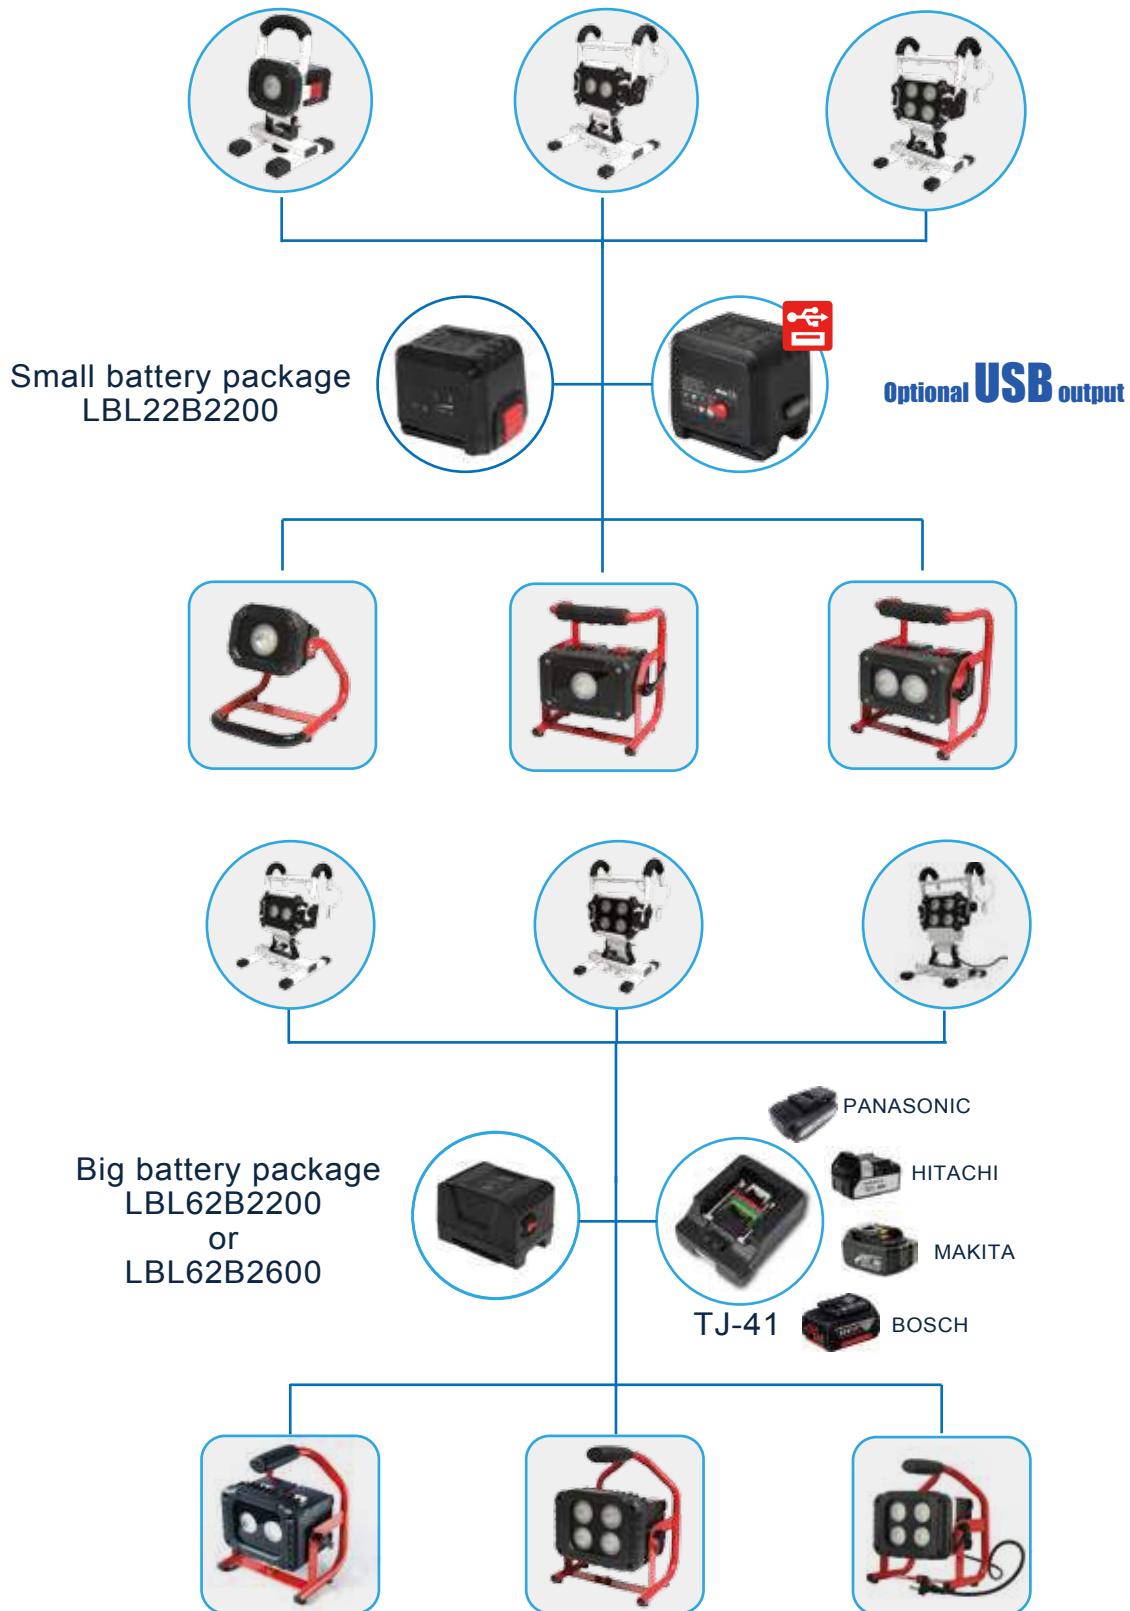 Small battery package
LBL22B2200
Optional USB output
PANASONIC
HITACHI
MAKITA
BOSCH
Big battery package
LBL62B2200
or
LBL62B2600
TJ-41